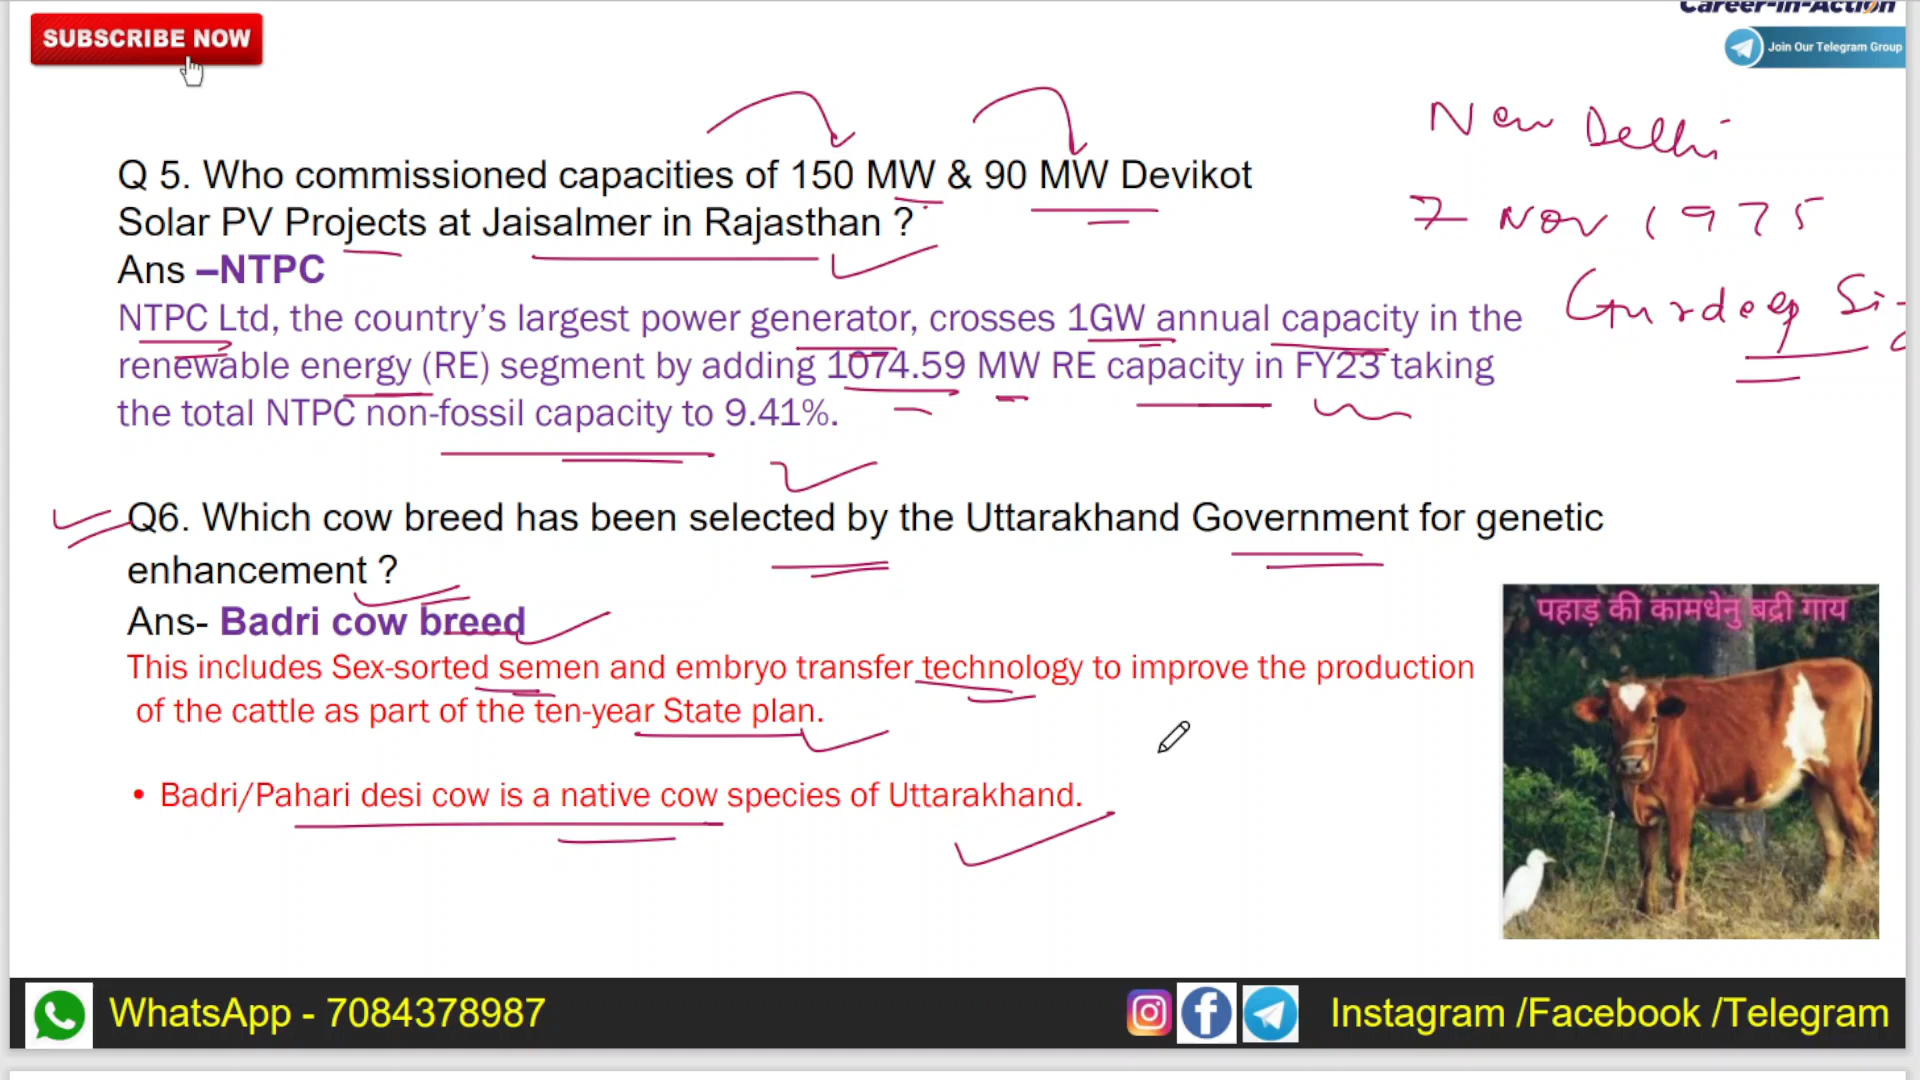 SUBSCRIBE NOW
Career-in-Action
Join Our Telegram Group
New Delhi
7 Nov 1975
Gurdeep Si
Q 5. Who commissioned capacities of 150 MW & 90 MW Devikot
Solar PV Projects at Jaisalmer in Rajasthan ?
Ans –NTPC
NTPC Ltd, the country’s largest power generator, crosses 1GW annual capacity in the
renewable energy (RE) segment by adding 1074.59 MW RE capacity in FY23 taking
the total NTPC non-fossil capacity to 9.41%.
Q6. Which cow breed has been selected by the Uttarakhand Government for genetic
enhancement ?
Ans- Badri cow breed
This includes Sex-sorted semen and embryo transfer technology to improve the production
of the cattle as part of the ten-year State plan.
• Badri/Pahari desi cow is a native cow species of Uttarakhand.
पहाड़ की कामधेनु बद्री गाय
WhatsApp - 7084378987
Instagram /Facebook /Telegram